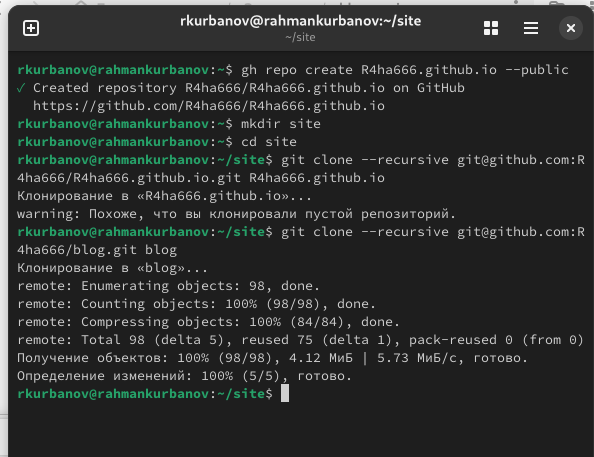 rkurbanov@rahmankurbanov:~/site
~/site
rkurbanov@rahmankurbanov:~$ gh repo create R4ha666.github.io --public
✓ Created repository R4ha666/R4ha666.github.io on GitHub
https://github.com/R4ha666/R4ha666.github.io
rkurbanov@rahmankurbanov:~$ mkdir site
rkurbanov@rahmankurbanov:~$ cd site
rkurbanov@rahmankurbanov:~/site$ git clone --recursive git@github.com:R
4ha666/R4ha666.github.io.git R4ha666.github.io
Клонирование в «R4ha666.github.io»...
warning: Похоже, что вы клонировали пустой репозиторий.
rkurbanov@rahmankurbanov:~/site$ git clone --recursive git@github.com:R
4ha666/blog.git blog
Клонирование в «blog»...
remote: Enumerating objects: 98, done.
remote: Counting objects: 100% (98/98), done.
remote: Compressing objects: 100% (84/84), done.
remote: Total 98 (delta 5), reused 75 (delta 1), pack-reused 0 (from 0)
Получение объектов: 100% (98/98), 4.12 МиБ | 5.73 МиБ/с, готово.
Определение изменений: 100% (5/5), готово.
rkurbanov@rahmankurbanov:~/site$